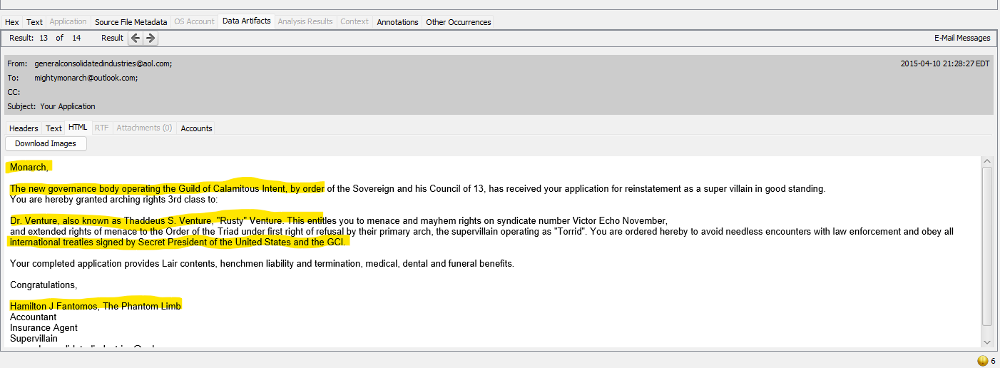 Hex Text Application Source File Metadata OS Account Data Artifacts Analysis Results Context Annotations Other Occurrences
Result: 13 of 14 Result E-Mail Messages
From: generalconsolidatedindustries@aol.com; 2015-04-10 21:28:27 EDT
To: mightymonarch@outlook.com;
CC:
Subject: Your Application
Headers Text HTML RTF Attachments (0) Accounts
Download Images
Monarch,
The new governance body operating the Guild of Calamitous Intent, by order of the Sovereign and his Council of 13, has received your application for reinstatement as a super villain in good standing.
You are hereby granted arching rights 3rd class to:
Dr. Venture, also known as Thaddeus S. Venture, "Rusty" Venture. This entitles you to menace and mayhem rights on syndicate number Victor Echo November,
and extended rights of menace to the Order of the Triad under first right of refusal by their primary arch, the supervillain operating as "Torrid". You are ordered hereby to avoid needless encounters with law enforcement and obey all
international treaties signed by Secret President of the United States and the GCI.
Your completed application provides Lair contents, henchmen liability and termination, medical, dental and funeral benefits.
Congratulations,
Hamilton J Fantomos, The Phantom Limb
Accountant
Insurance Agent
Supervillain
6